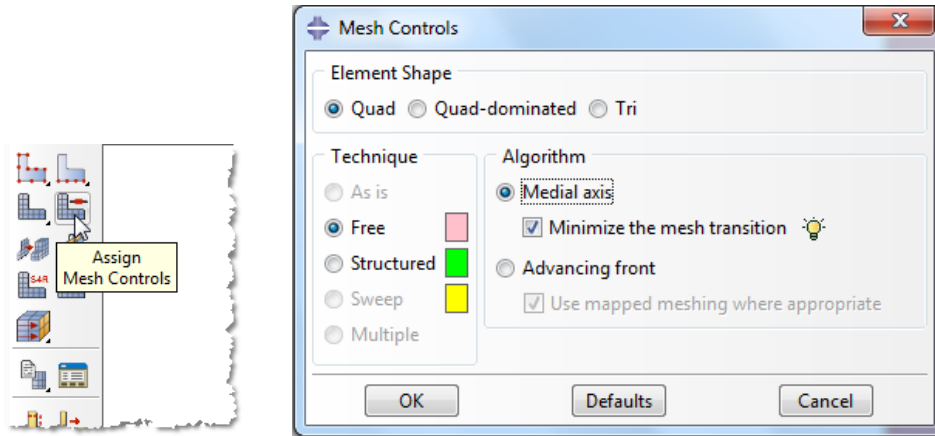 Mesh Controls
Element Shape
Quad Quad-dominated Tri
Technique
As is
Free
Structured
Sweep
Multiple
Algorithm
Medial axis
Minimize the mesh transition
Advancing front
Use mapped meshing where appropriate
OK Defaults Cancel
S4R
Assign
Mesh Controls